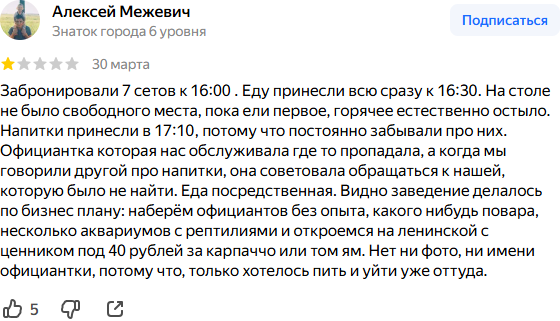 Алексей Межевич
Подписаться
Знаток города 6 уровня
30 марта
Забронировали 7 сетов к 16:00 . Еду принесли всю сразу к 16:30. На столе
не было свободного места, пока ели первое, горячее естественно остыло.
Напитки принесли в 17:10, потому что постоянно забывали про них.
Официантка которая нас обслуживала где то пропадала, а когда мы
говорили другой про напитки, она советовала обращаться к нашей,
которую было не найти. Еда посредственная. Видно заведение делалось
по бизнес плану: наберём официантов без опыта, какого нибудь повара,
несколько аквариумов с рептилиями и откроемся на ленинской с
ценником под 40 рублей за карпаччо или том ям. Нет ни фото, ни имени
официантки, потому что, только хотелось пить и уйти уже оттуда.
5